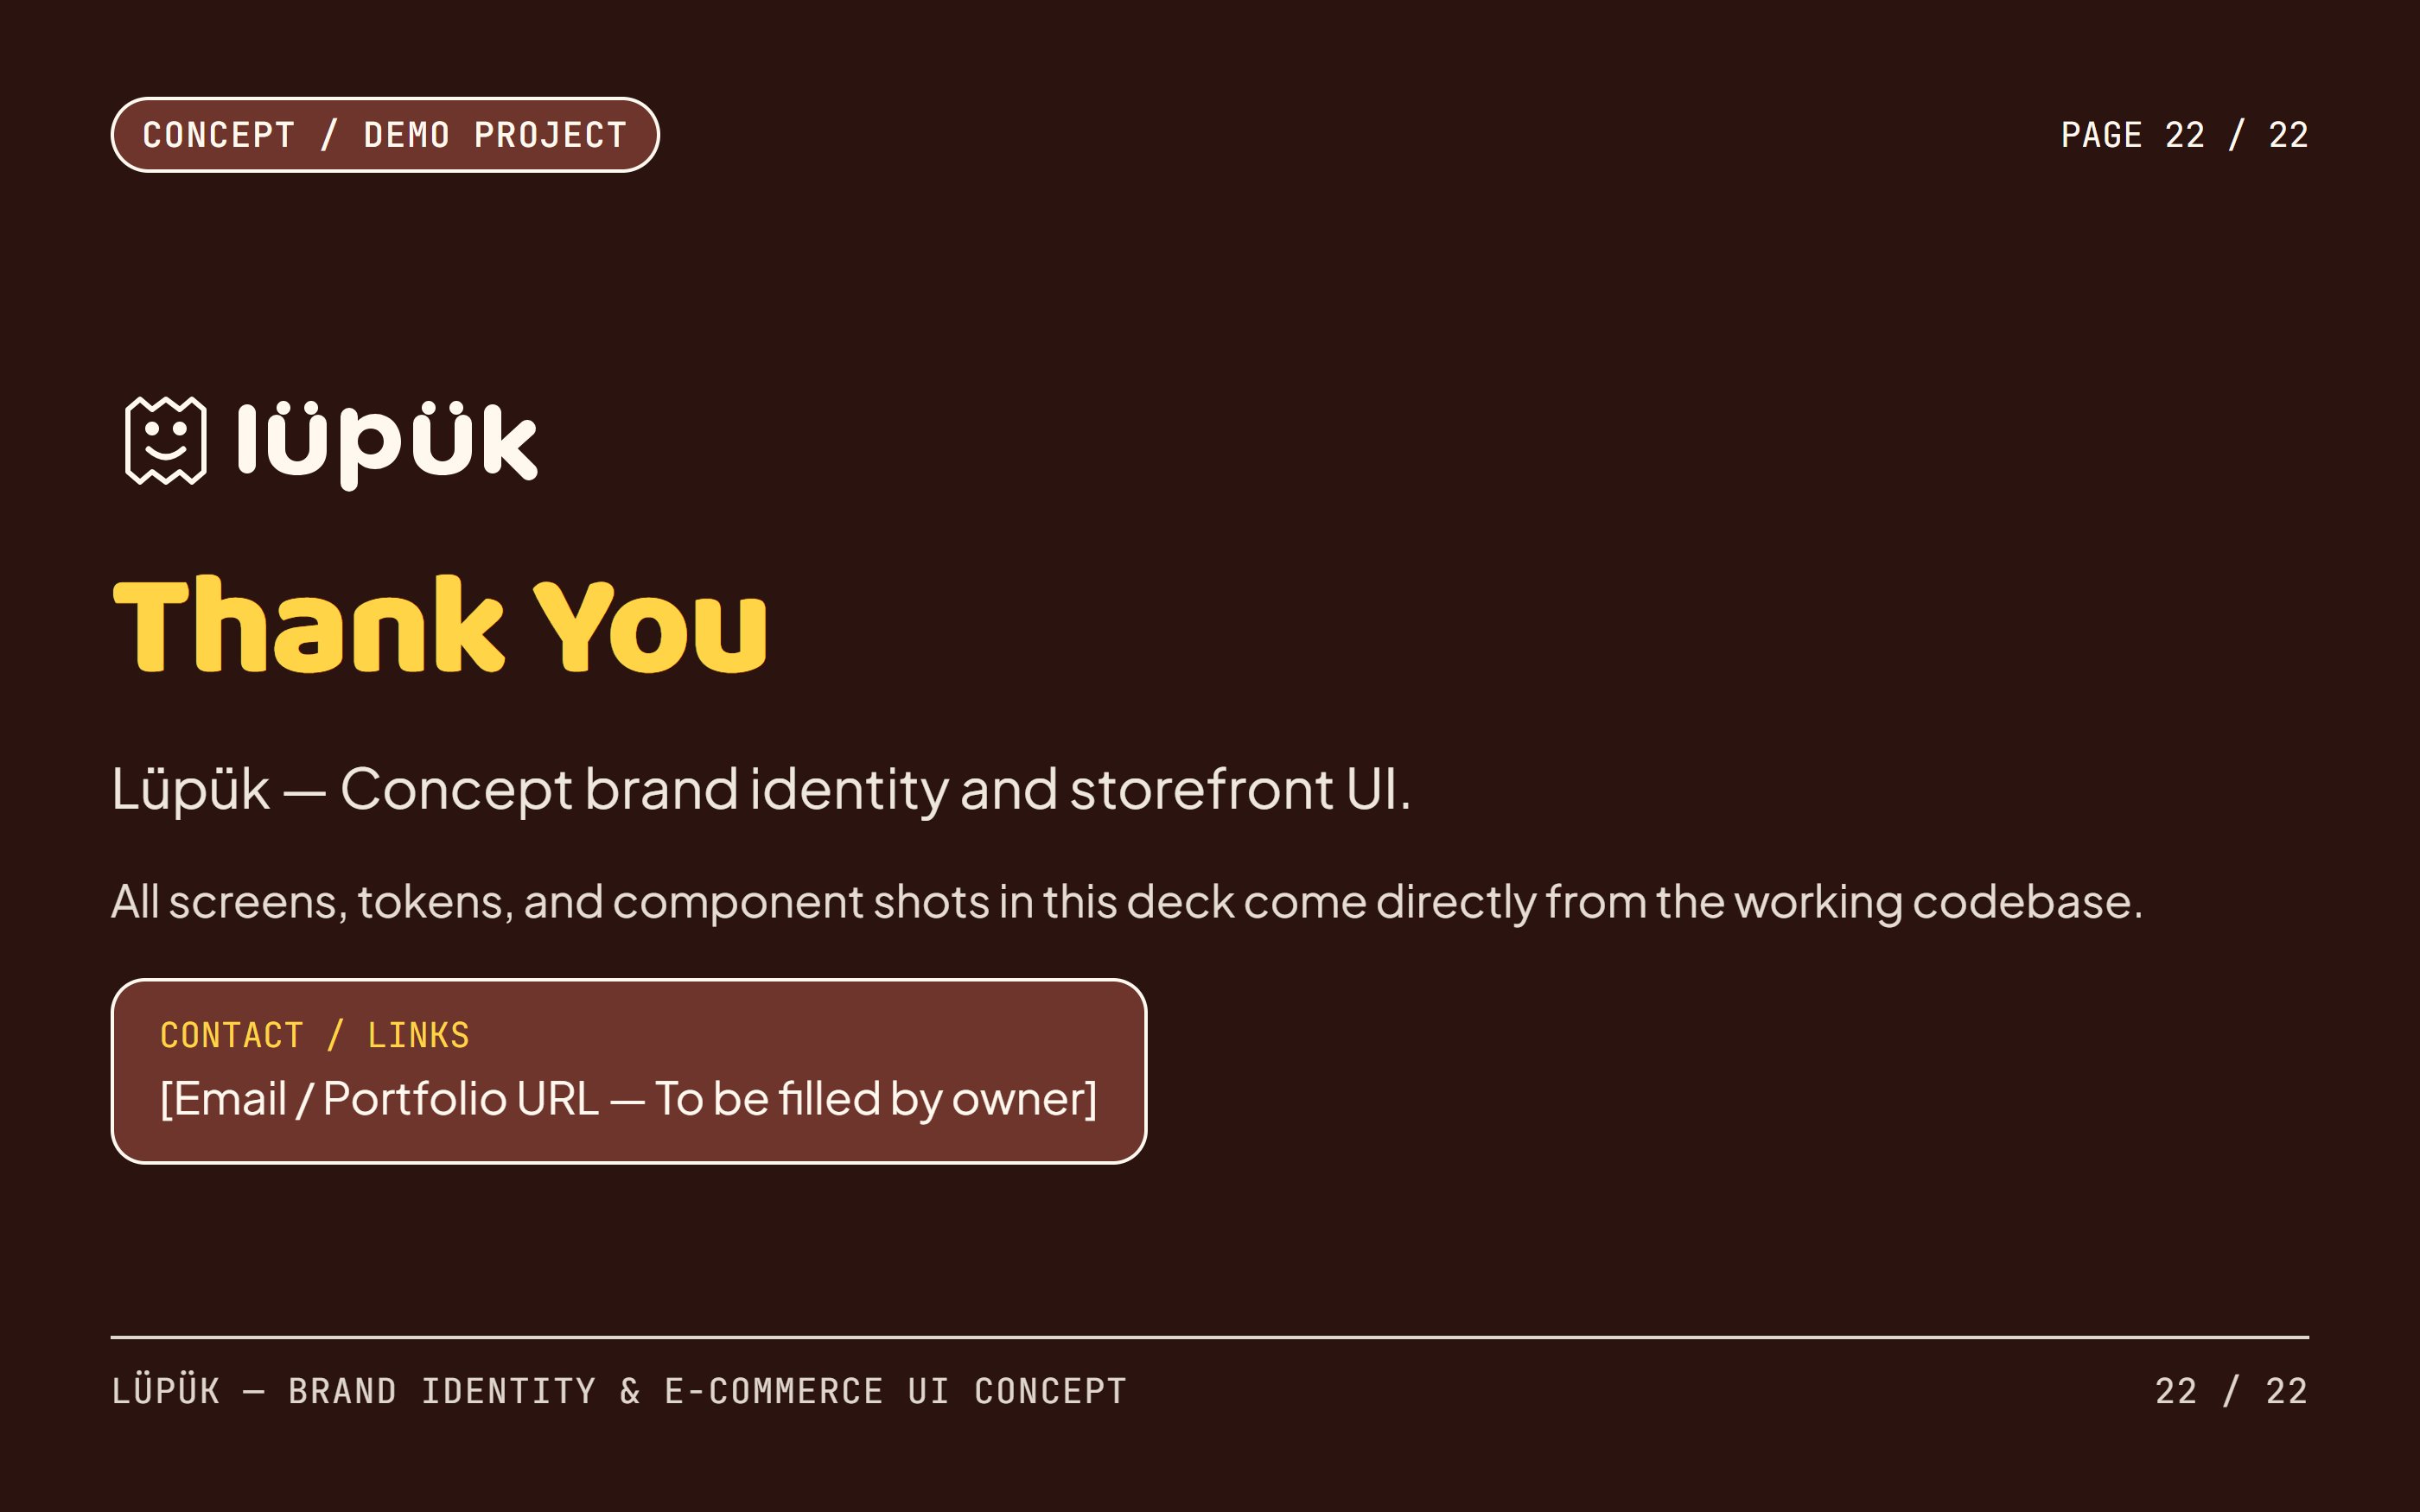 CONCEPT / DEMO PROJECT
PAGE 22 / 22
lüpük
Thank You
Lüpük — Concept brand identity and storefront UI.
All screens, tokens, and component shots in this deck come directly from the working codebase.
CONTACT / LINKS
[Email / Portfolio URL — To be filled by owner]
LÜPÜK — BRAND IDENTITY & E-COMMERCE UI CONCEPT
22 / 22